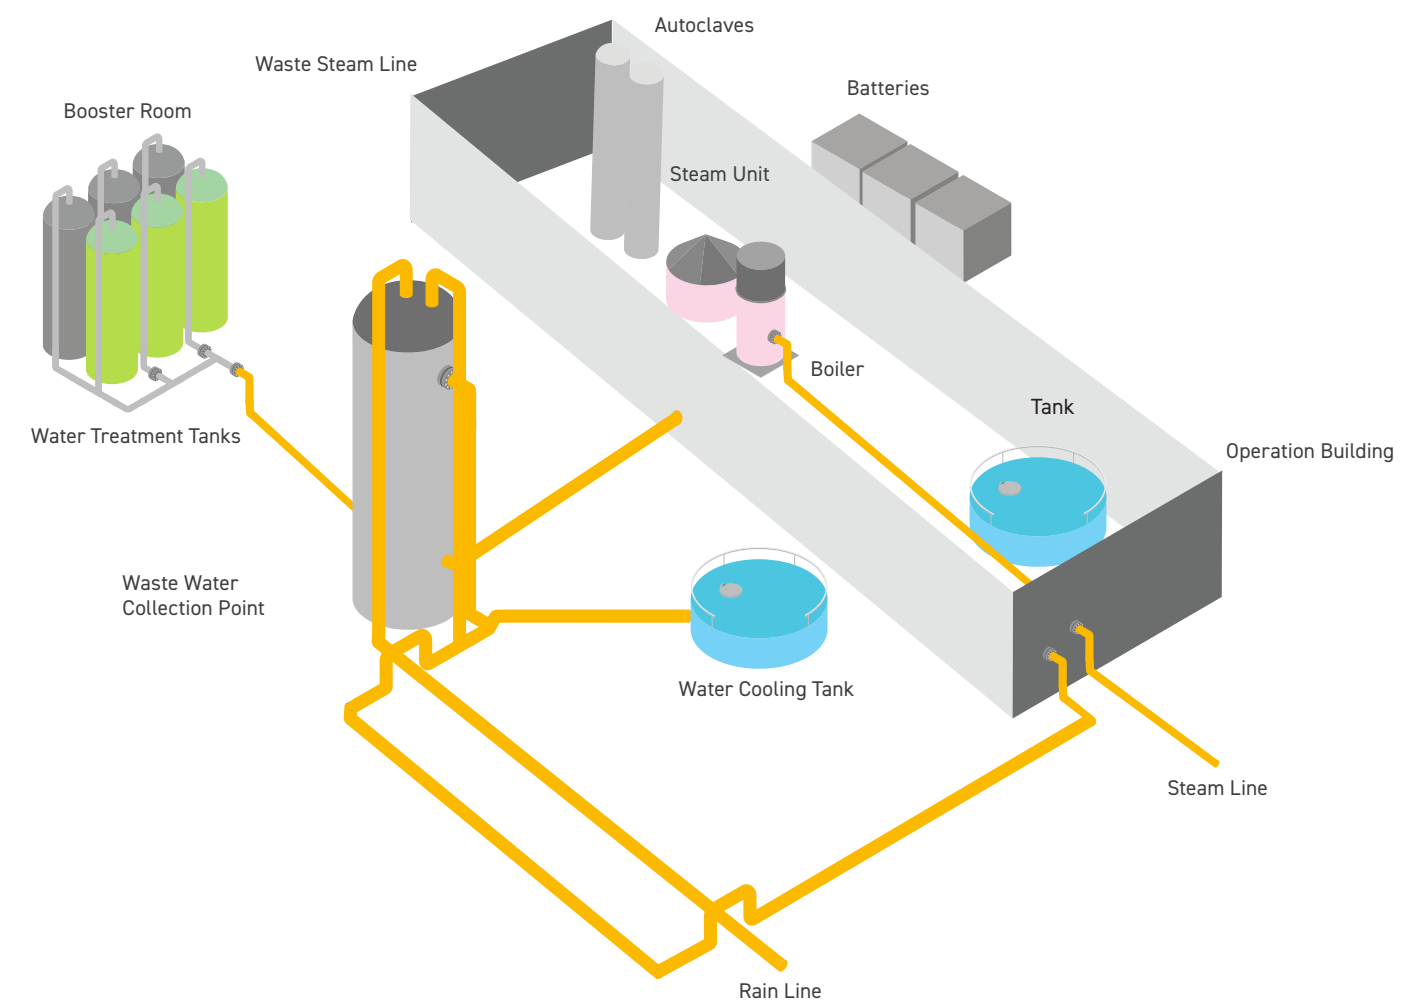 Autoclaves
Waste Steam Line
Batteries
Booster Room
Steam Unit
Boiler
Tank
Water Treatment Tanks
Operation Building
Waste Water
Collection Point
Water Cooling Tank
Steam Line
Rain Line